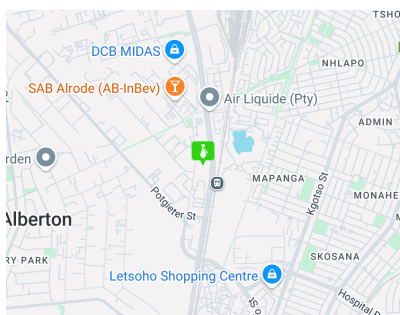 TSHO
DCB MIDAS
NHLAPO
SAB Alrode (AB-InBev)
Air Liquide (Pty)
ADMIN
rden
MAPANGA
Kgotso St
MONAHE
Potgieter St
Alberton
SKOSANA
RY PARK
Letsoho Shopping Centre
Hospital R
oSt